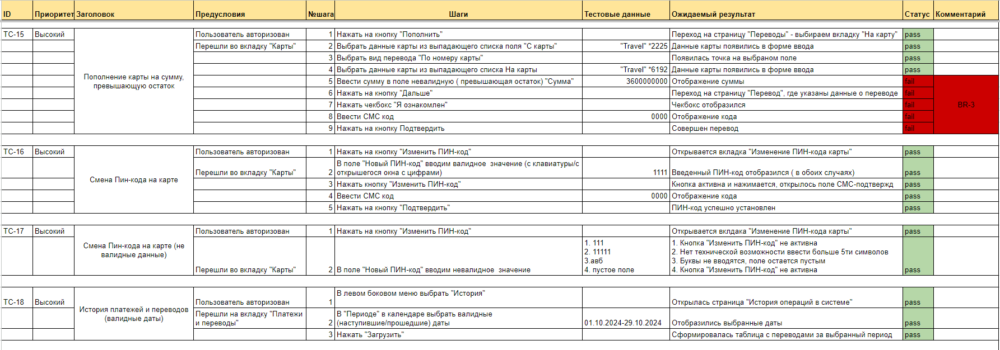 ID Приоритет Заголовок Предусловия №шага Шаги Тестовые данные Ожидаемый результат Статус Комментарий
TC-15 Высокий Пользователь авторизован 1 Нажать на кнопку "Пополнить" Переход на страницу "Переводы" - выбираем вкладку "На карту" pass
Перешли во вкладку "Карты" 2 Выбрать данные карты из выпадающего списка поля "С карты" "Travel" *2225 Данные карты появились в форме ввода pass
3 Выбрать вид перевода "По номеру карты" Появилась точка на выбраном поле pass
Пополнение карты на сумму,
превышающую остаток
4 Выбрать данные карты из выпадающего списка На карты "Travel" *6192 Данные карты появились в форме ввода pass
5 Ввести сумму в поле невалидную ( превышающая остаток) "Сумма" 3600000000 Отображение суммы fail
6 Нажать на кнопку "Дальше" Переход на страницу "Перевод", где указаны данные о переводе fail
7 Нажать чекбокс "Я ознакомлен" Чекбокс отобразился fail BR-3
8 Ввести СМС код 0000 Отображение кода fail
9 Нажать на кнопку Подтвердить Совершен перевод fail
TC-16 Высокий Пользователь авторизован 1 Нажать на кнопку "Изменить ПИН-код" Открывается вкладка "Изменение ПИН-кода карты" pass
В поле "Новый ПИН-код" вводим валидное  значение (с клавиатуры/с
Перешли во вкладку "Карты" 2 открышегося окна с цифрами) 1111 Введенный ПИН-код отобразился ( в обоих случаях) pass
Смена Пин-кода на карте
3 Нажать кнопку "Изменить ПИН-код" Кнопка активна и нажимается, открылось поле СМС-подтвержд pass
4 Ввести СМС код 0000 Отображение кода pass
5 Нажать на кнопку "Подтвердить" ПИН-код успешно установлен pass
TC-17 Высокий Пользователь авторизован 1 Нажать на кнопку "Изменить ПИН-код" Открывается вклдака "Изменение ПИН-кода карты" pass
Смена Пин-кода на карте (не
валидные данные)
1. 111 1. Кнопка "Изменить ПИН-код" не активна
2. 11111 2. Нет технической возможности ввести больше 5ти символов
3.авб 3. Буквы не вводятся, поле остается пустым
Перешли во вкладку "Карты" 2 В поле "Новый ПИН-код" вводим невалидное  значение 4. пустое поле 4. Кнопка "Изменить ПИН-код" не активна pass
В левом боковом меню выбрать "История"
TC-18 Высокий Пользователь авторизован 1 Открылась страница "История операций в системе" pass
История платежей и переводов
(валидные даты)
Перешли на вкладку "Платежи В "Периоде" в календаре выбрать валидные
и переводы" 2 (наступившие/прошедшие) даты 01.10.2024-29.10.2024 Отобразились выбранные даты pass
3 Нажать "Загрузить" Сформировалась таблица с переводами за выбранный период pass